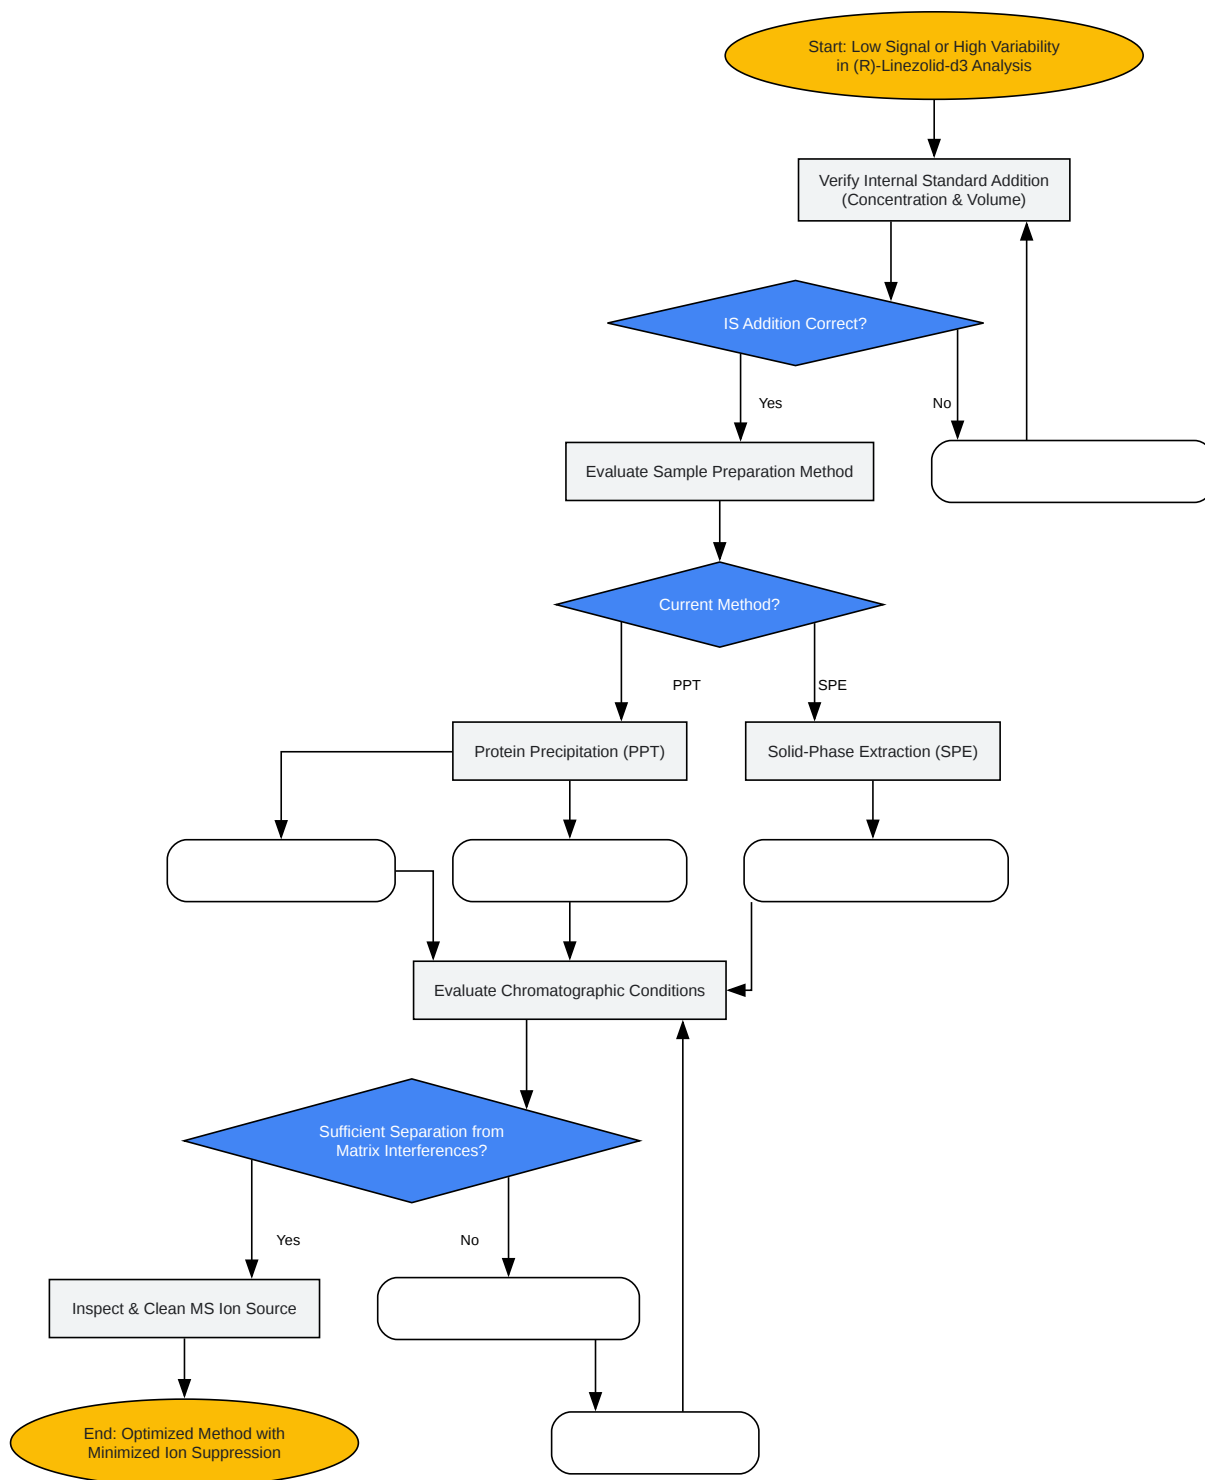 Start: Low Signal or High Variability
in (R)-Linezolid-d3 Analysis
Verify Internal Standard Addition
(Concentration & Volume)
IS Addition Correct?
Yes
No
Evaluate Sample Preparation Method
Current Method?
PPT
SPE
Protein Precipitation (PPT)
Solid-Phase Extraction (SPE)
Evaluate Chromatographic Conditions
Sufficient Separation from
Matrix Interferences?
Yes
No
Inspect & Clean MS Ion Source
End: Optimized Method with
Minimized Ion Suppression